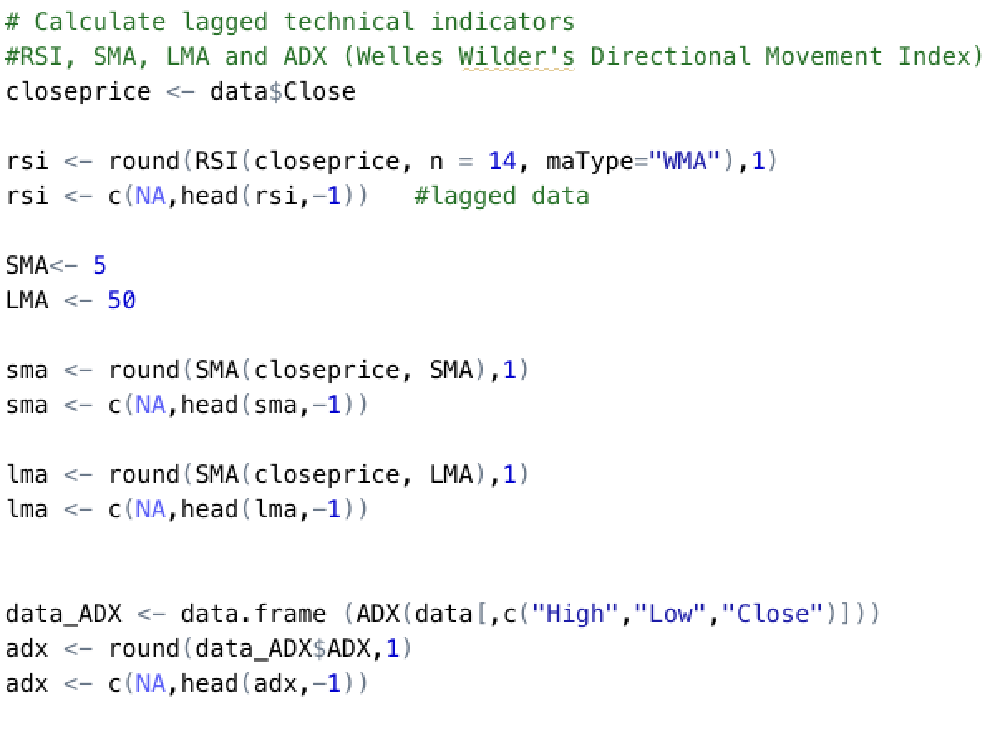 # Calculate lagged technical indicators
#RSI, SMA, LMA and ADX (Welles Wilder's Directional Movement Index)
closeprice <- data$Close
rsi <- round(RSI(closeprice, n = 14, maType="WMA"),1)
rsi <- c(NA,head(rsi,-1))   #lagged data
SMA<- 5
LMA <- 50
sma <- round(SMA(closeprice, SMA),1)
sma <- c(NA,head(sma,-1))
lma <- round(SMA(closeprice, LMA),1)
lma <- c(NA,head(lma,-1))
data_ADX <- data.frame (ADX(data[,c("High","Low","Close")]))
adx <- round(data_ADX$ADX,1)
adx <- c(NA,head(adx,-1))